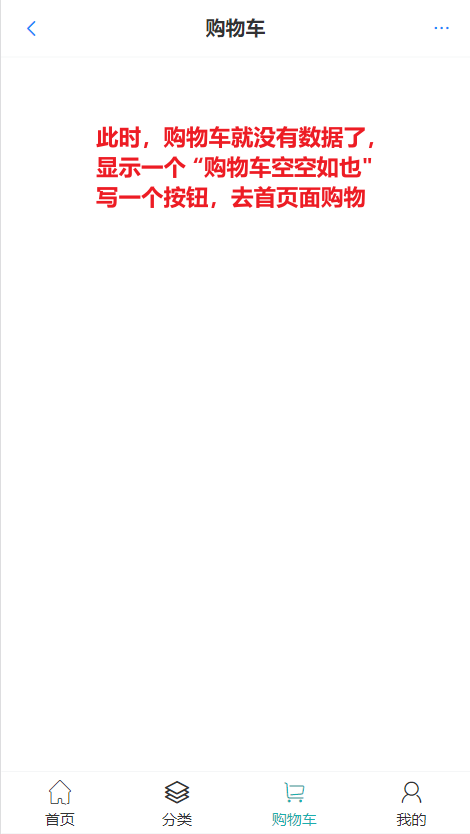 购物车
此时，购物车就没有数据了，
显示一个 “购物车空空如也"
写一个按钮，去首页面购物
首页 分类 购物车 我的